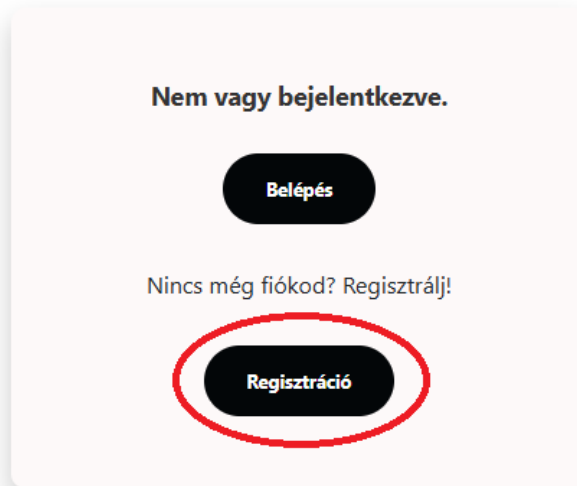 Nem vagy bejelentkezve.
Belépés
Nincs még fiókod? Regisztrálj!
Regisztráció